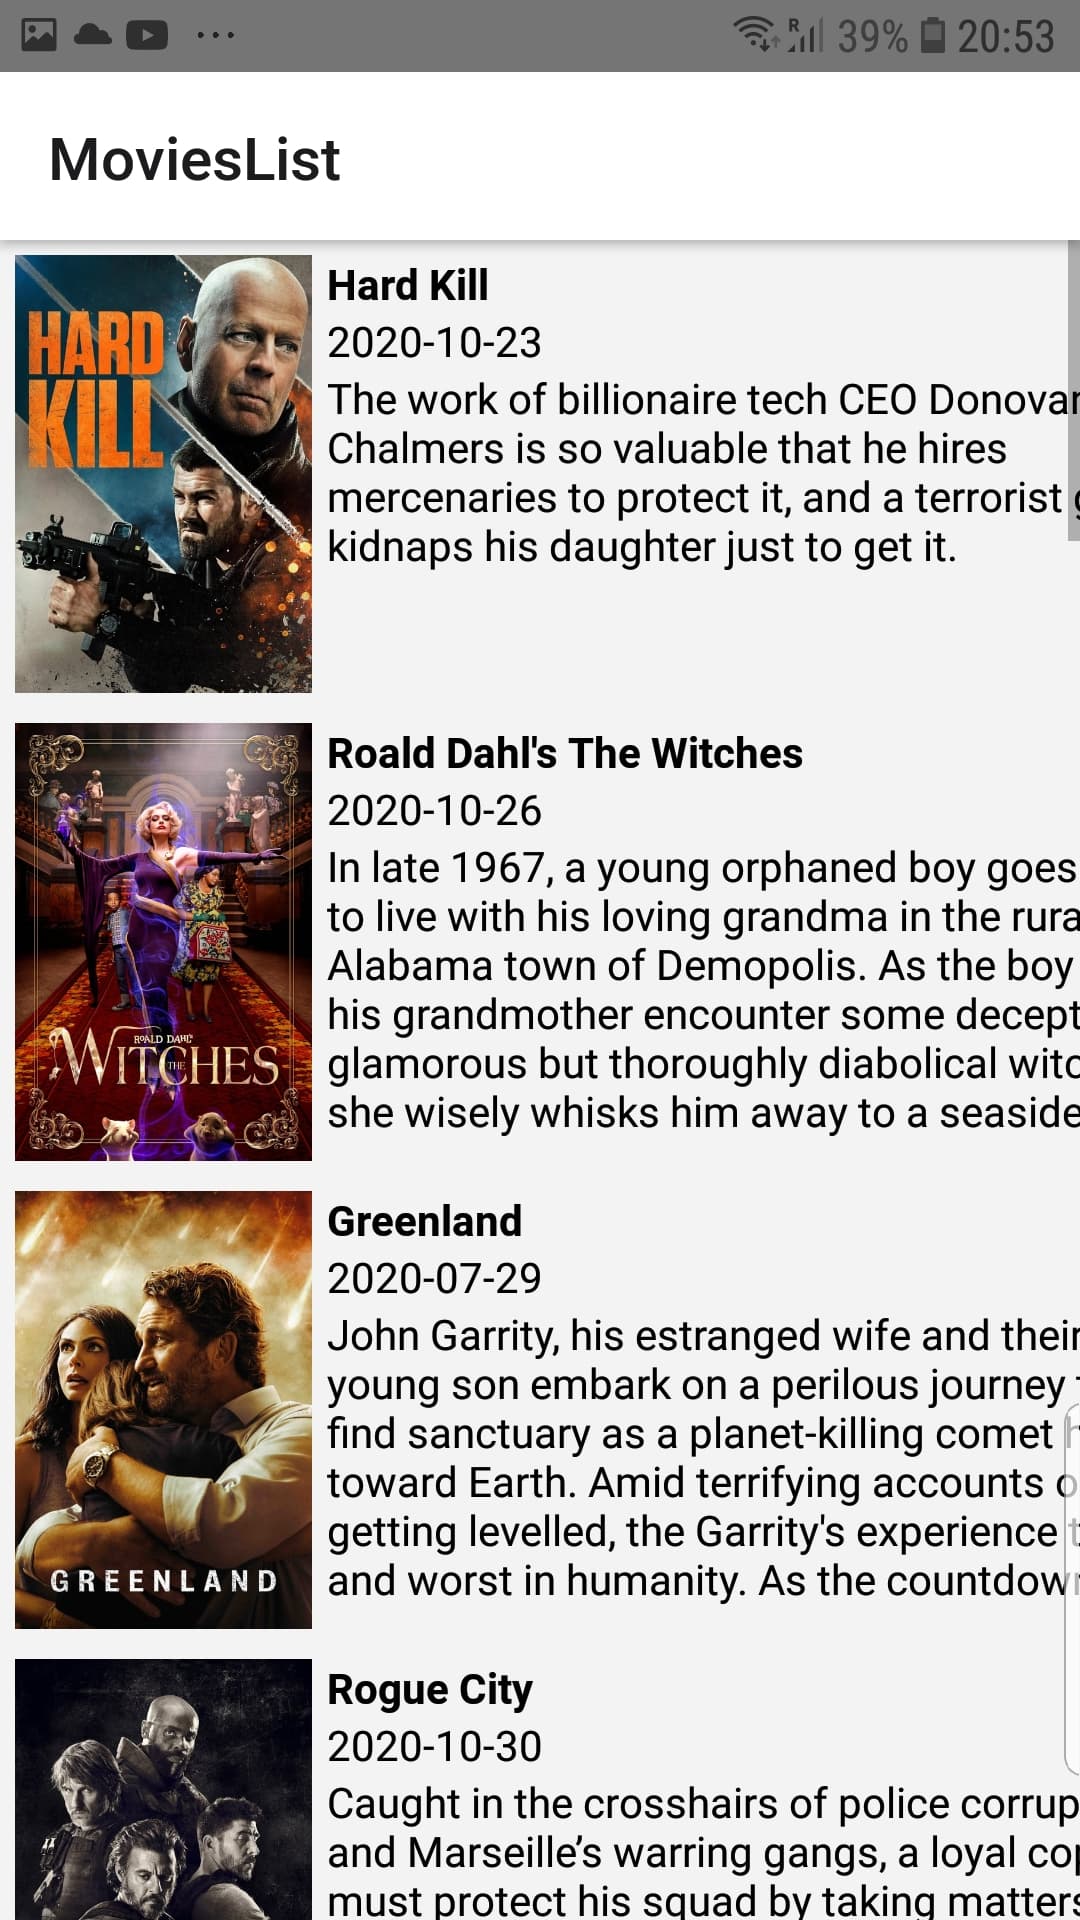 39% 20:53
MoviesList
HARD
KILL
Hard Kill
2020-10-23
The work of billionaire tech CEO Donovan
Chalmers is so valuable that he hires
mercenaries to protect it, and a terrorist
kidnaps his daughter just to get it.
ROALD DAHL'S
THE
WITCHES
Roald Dahl's The Witches
2020-10-26
In late 1967, a young orphaned boy goes
to live with his loving grandma in the rura
Alabama town of Demopolis. As the boy
his grandmother encounter some decept
glamorous but thoroughly diabolical witc
she wisely whisks him away to a seaside
GREENLAND
Greenland
2020-07-29
John Garrity, his estranged wife and their
young son embark on a perilous journey
find sanctuary as a planet-killing comet
toward Earth. Amid terrifying accounts o
getting levelled, the Garrity's experience
and worst in humanity. As the countdown
Rogue City
2020-10-30
Caught in the crosshairs of police corrup
and Marseille’s warring gangs, a loyal cop
must protect his squad by taking matters